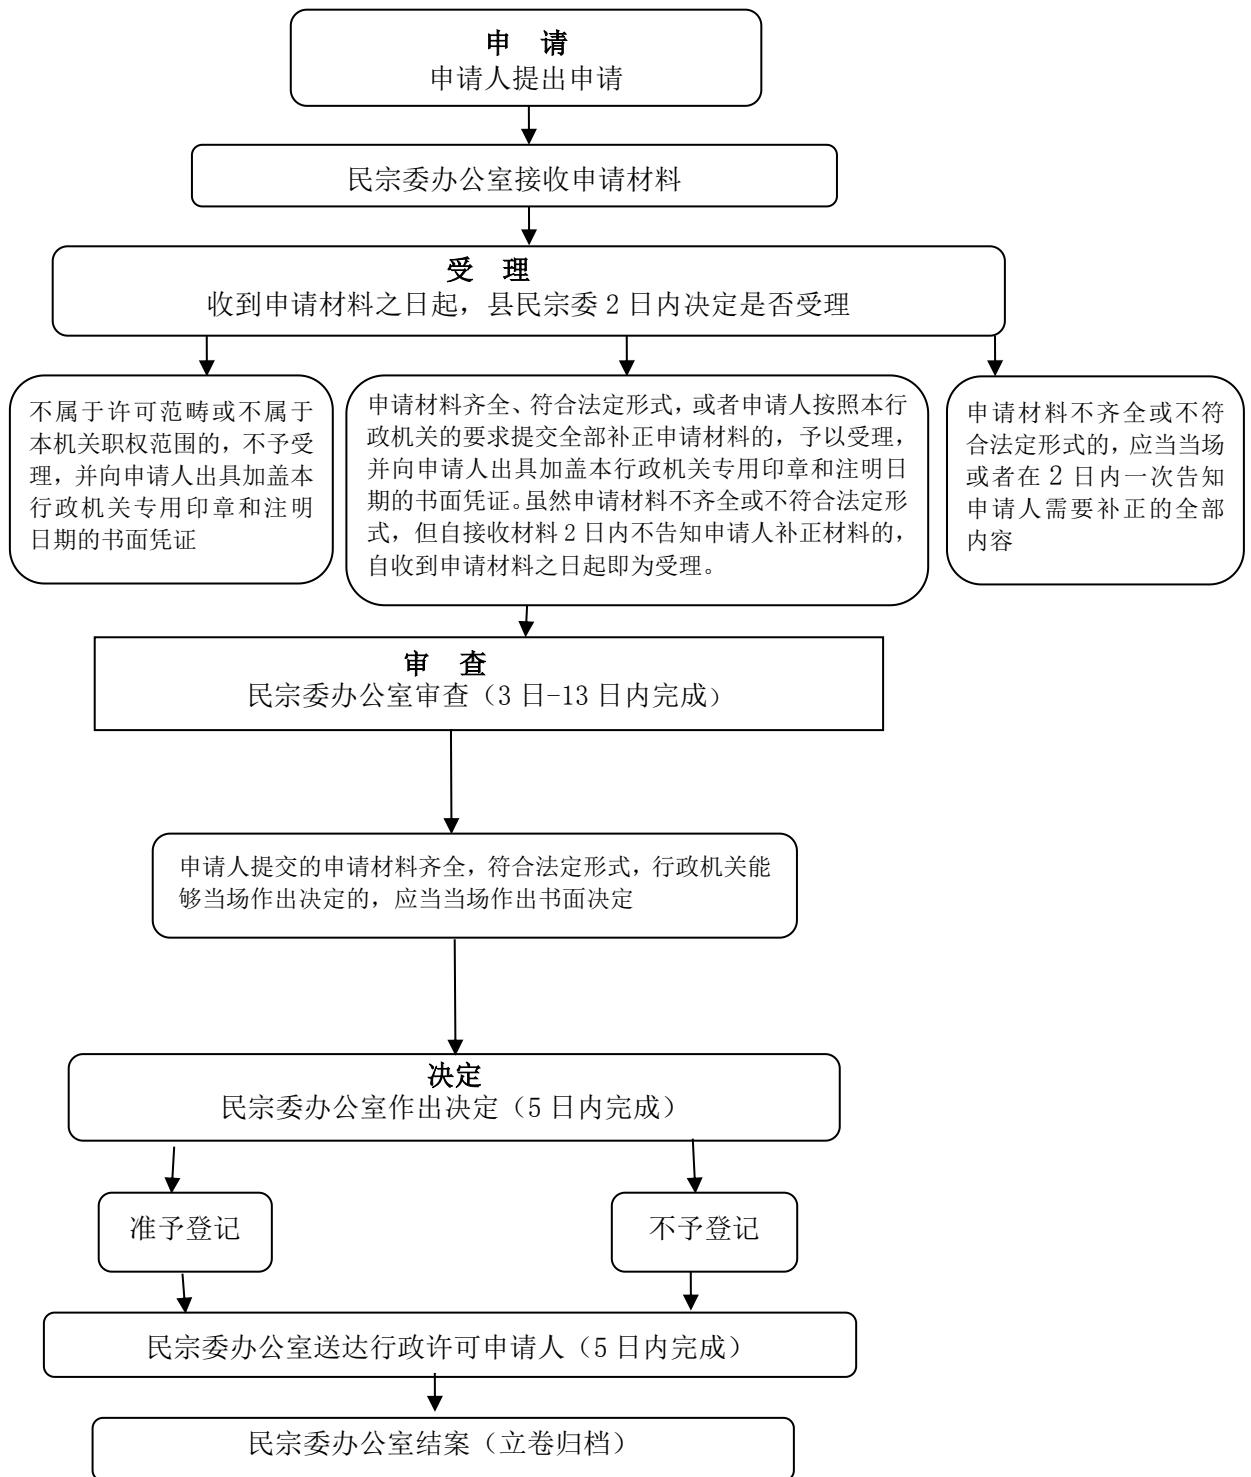 申 请
申请人提出申请
民宗委办公室接收申请材料
受 理
收到申请材料之日起，县民宗委 2 日内决定是否受理
不属于许可范畴或不属于
本机关职权范围的，不予受
理，并向申请人出具加盖本
行政机关专用印章和注明
日期的书面凭证
申请材料齐全、符合法定形式，或者申请人按照本行
政机关的要求提交全部补正申请材料的，予以受理，
并向申请人出具加盖本行政机关专用印章和注明日
期的书面凭证。虽然申请材料不齐全或不符合法定形
式，但自接收材料 2 日内不告知申请人补正材料的，
自收到申请材料之日起即为受理。
申请材料不齐全或不符
合法定形式的，应当当场
或者在 2 日内一次告知
申请人需要补正的全部
内容
审 查
民宗委办公室审查（3 日-13 日内完成）
申请人提交的申请材料齐全，符合法定形式，行政机关能
够当场作出决定的，应当当场作出书面决定
决定
民宗委办公室作出决定（5 日内完成）
准予登记
不予登记
民宗委办公室送达行政许可申请人（5 日内完成）
民宗委办公室结案（立卷归档）